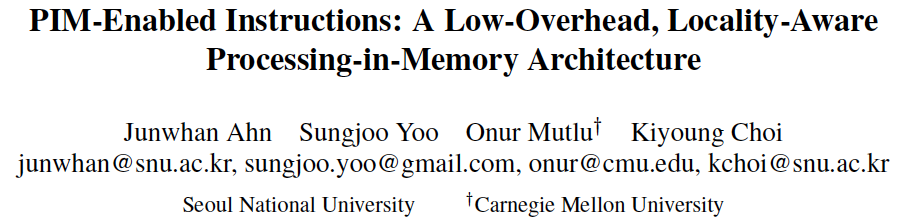 PIM-Enabled Instructions: A Low-Overhead, Locality-Aware
Processing-in-Memory Architecture
Junwhan Ahn Sungjoo Yoo Onur Mutlu† Kiyoung Choi
junwhan@snu.ac.kr, sungjoo.yoo@gmail.com, onur@cmu.edu, kchoi@snu.ac.kr
Seoul National University †Carnegie Mellon University